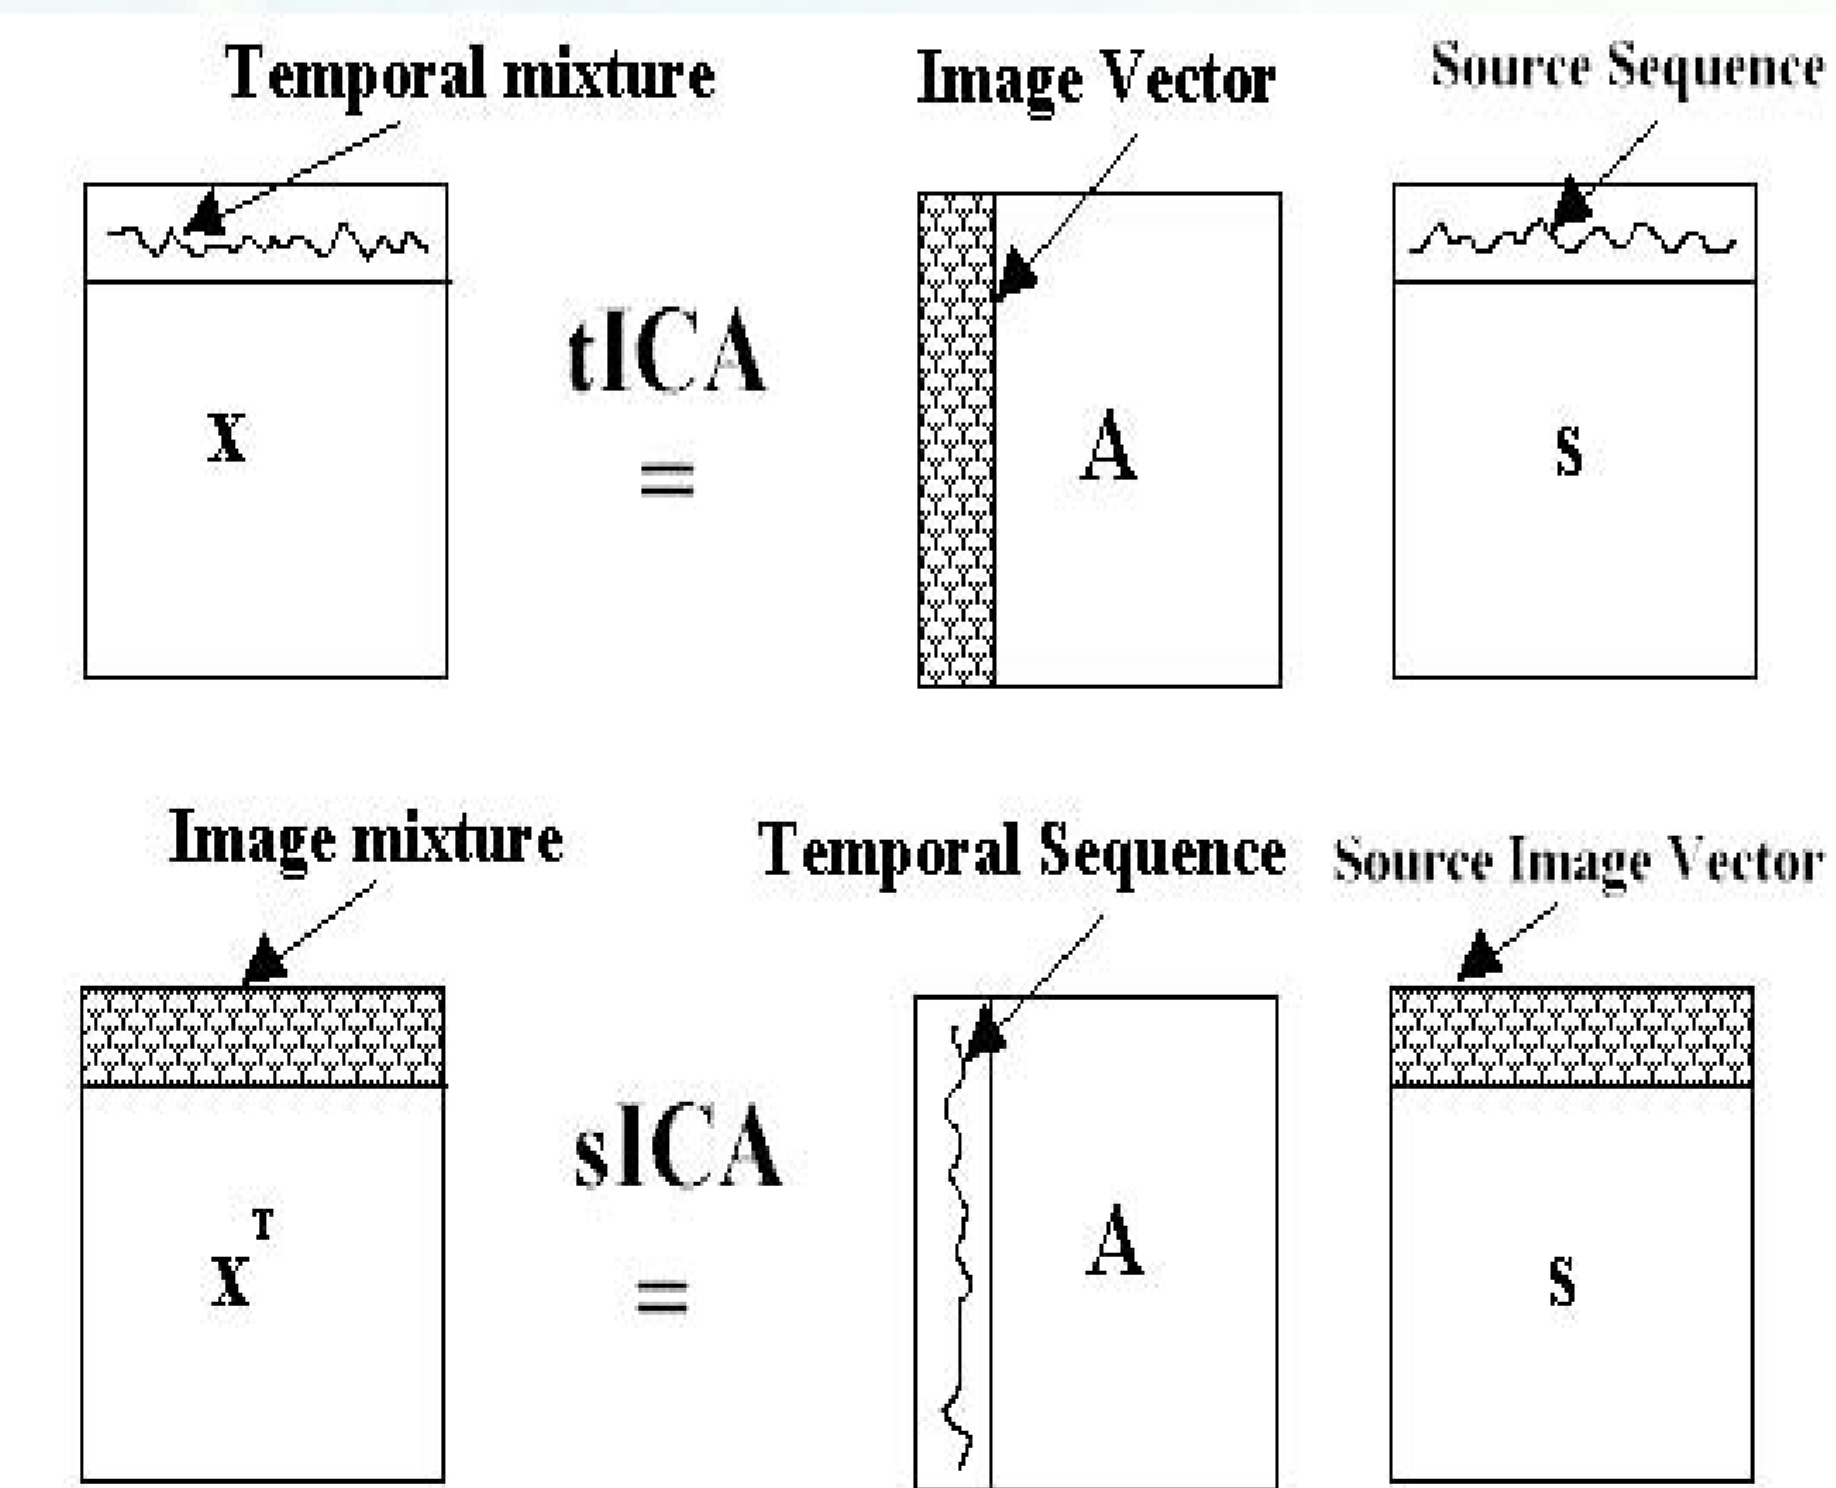 Temporal mixture
Image Vector
Source Sequence
tICA
X
=
A
S
Image mixture
Temporal Sequence
Source Image Vector
sICA
X^T
=
A
S